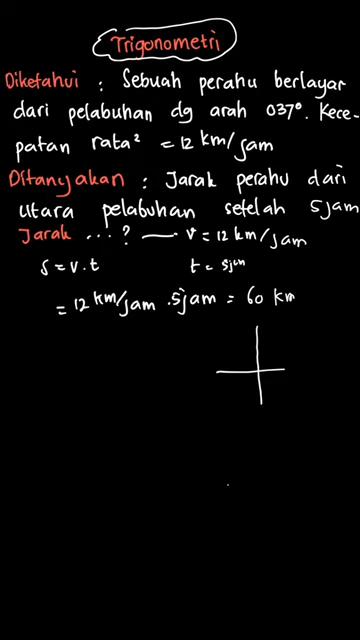 Trigonometri
Diketahui : Sebuah perahu berlayar
dari pelabuhan dg arah 037°. Kece-
patan rata² = 12 km/jam
Ditanyakan : Jarak perahu dari
utara pelabuhan setelah 5jam
Jarak ...? — v = 12 km/jam
s = v . t t = 5jm
= 12 km/jam . 5jam = 60 km